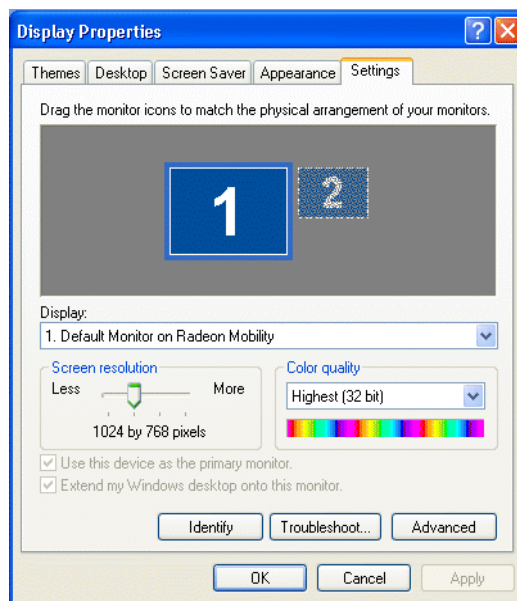 Display Properties
Themes Desktop Screen Saver Appearance Settings
Drag the monitor icons to match the physical arrangement of your monitors.
1 2
Display:
1. Default Monitor on Radeon Mobility
Screen resolution Color quality
Less More Highest (32 bit)
1024 by 768 pixels
Use this device as the primary monitor.
Extend my Windows desktop onto this monitor.
Identify Troubleshoot... Advanced
OK Cancel Apply